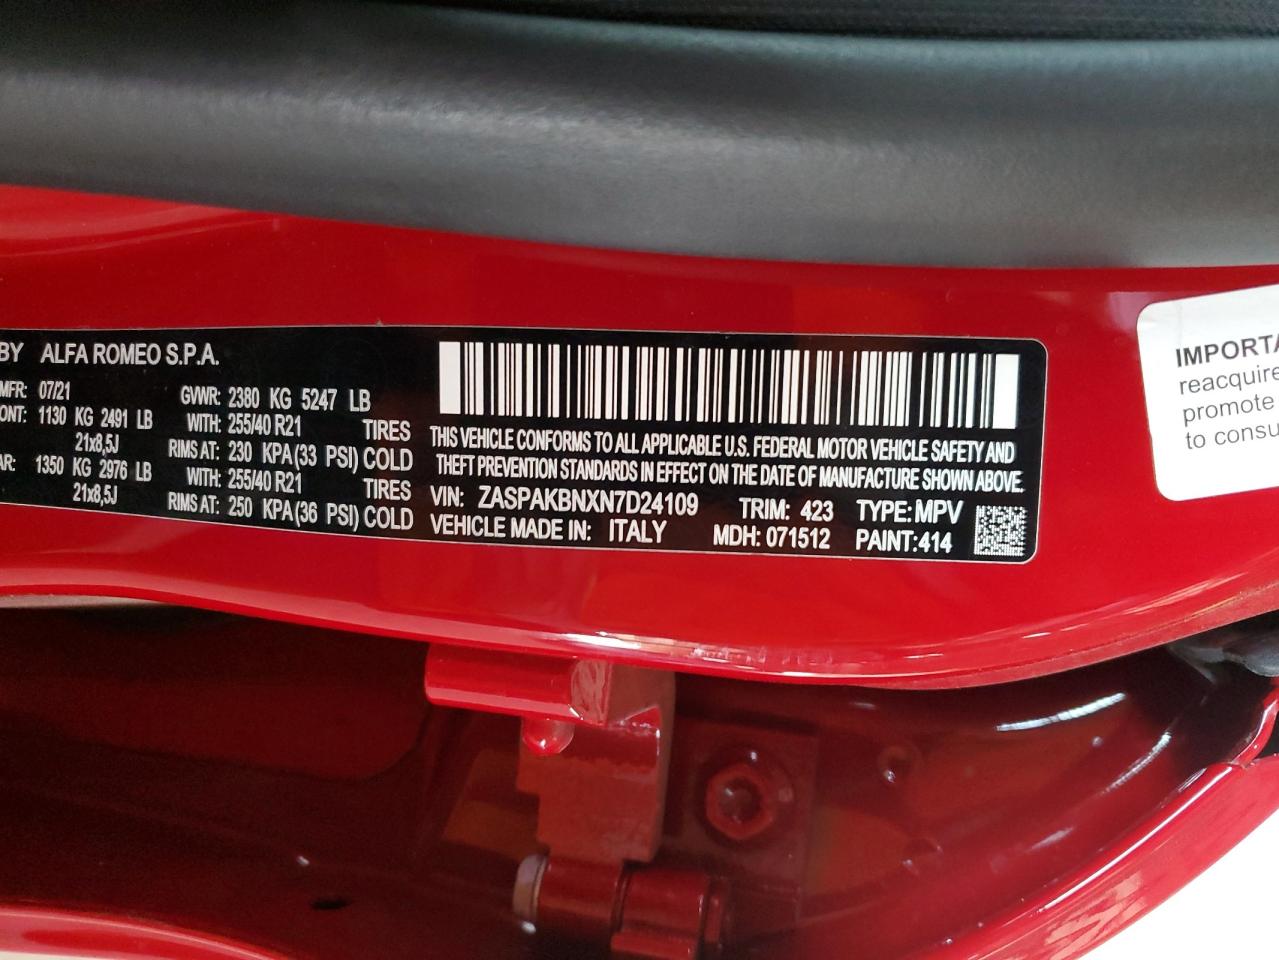 BY ALFA ROMEO S.P.A.
MFR: 07/21 GVWR: 2380 KG 5247 LB
ONT: 1130 KG 2491 LB WITH: 255/40 R21 TIRES
21x8,5J RIMS AT: 230 KPA(33 PSI) COLD
AR: 1350 KG 2976 LB WITH: 255/40 R21 TIRES
21x8,5J RIMS AT: 250 KPA(36 PSI) COLD
THIS VEHICLE CONFORMS TO ALL APPLICABLE U.S. FEDERAL MOTOR VEHICLE SAFETY AND
THEFT PREVENTION STANDARDS IN EFFECT ON THE DATE OF MANUFACTURE SHOWN ABOVE.
VIN: ZASPAKBNXN7D24109 TRIM: 423 TYPE: MPV
VEHICLE MADE IN: ITALY MDH: 071512 PAINT:414
IMPORTA
reacquire
promote
to consu